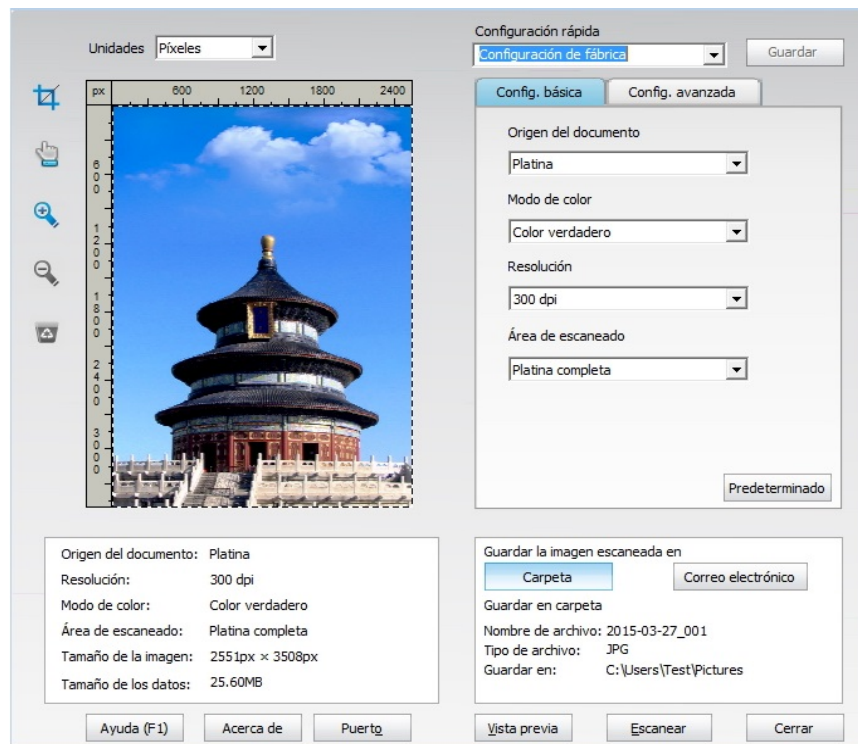 Unidades Píxeles
px 600 1200 1800 2400
600
1200
1800
2400
3000
Configuración rápida
Configuración de fábrica Guardar
Config. básica Config. avanzada
Origen del documento
Platina
Modo de color
Color verdadero
Resolución
300 dpi
Área de escaneado
Platina completa
Predeterminado
Origen del documento: Platina
Resolución: 300 dpi
Modo de color: Color verdadero
Área de escaneado: Platina completa
Tamaño de la imagen: 2551px × 3508px
Tamaño de los datos: 25.60MB
Guardar la imagen escaneada en
Carpeta Correo electrónico
Guardar en carpeta
Nombre de archivo: 2015-03-27_001
Tipo de archivo: JPG
Guardar en: C:\Users\Test\Pictures
Ayuda (F1) Acerca de Puerto Vista previa Escanear Cerrar